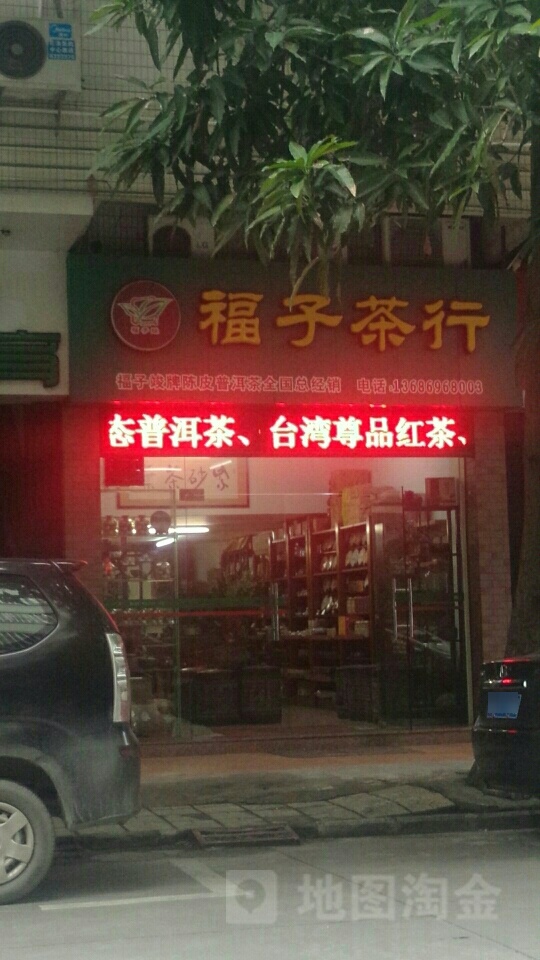 福子茶行
福子峻牌陈皮普洱茶全国总经销 电话:13686968003
普洱茶、台湾尊品红茶、
地图淘金